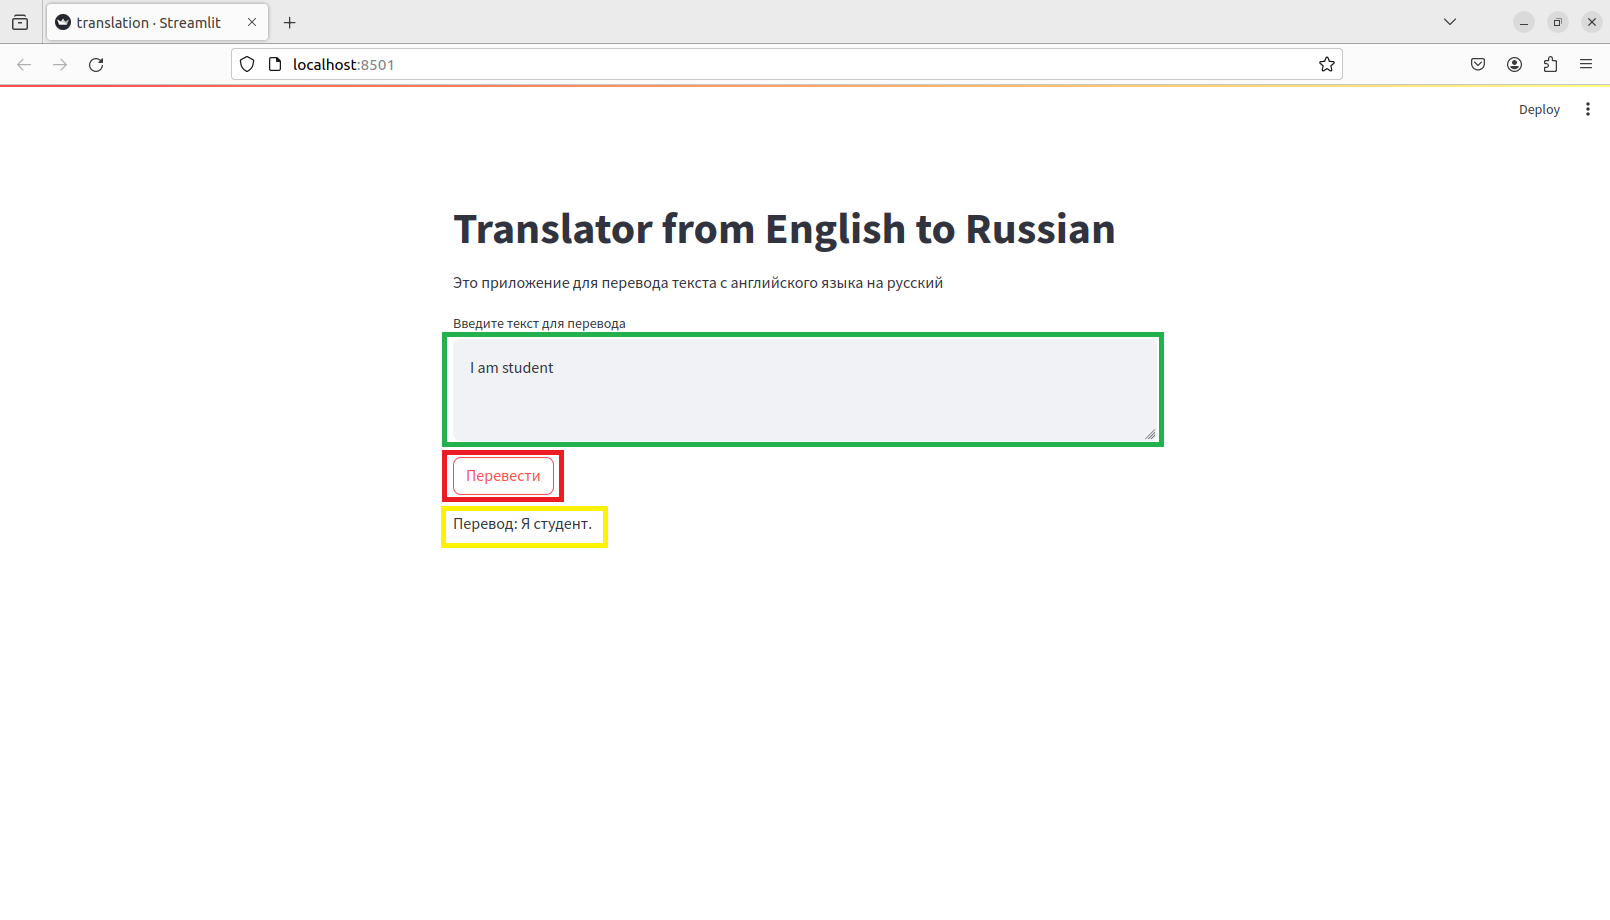 translation · Streamlit
localhost:8501
Deploy
Translator from English to Russian
Это приложение для перевода текста с английского языка на русский
Введите текст для перевода
I am student
Перевести
Перевод: Я студент.